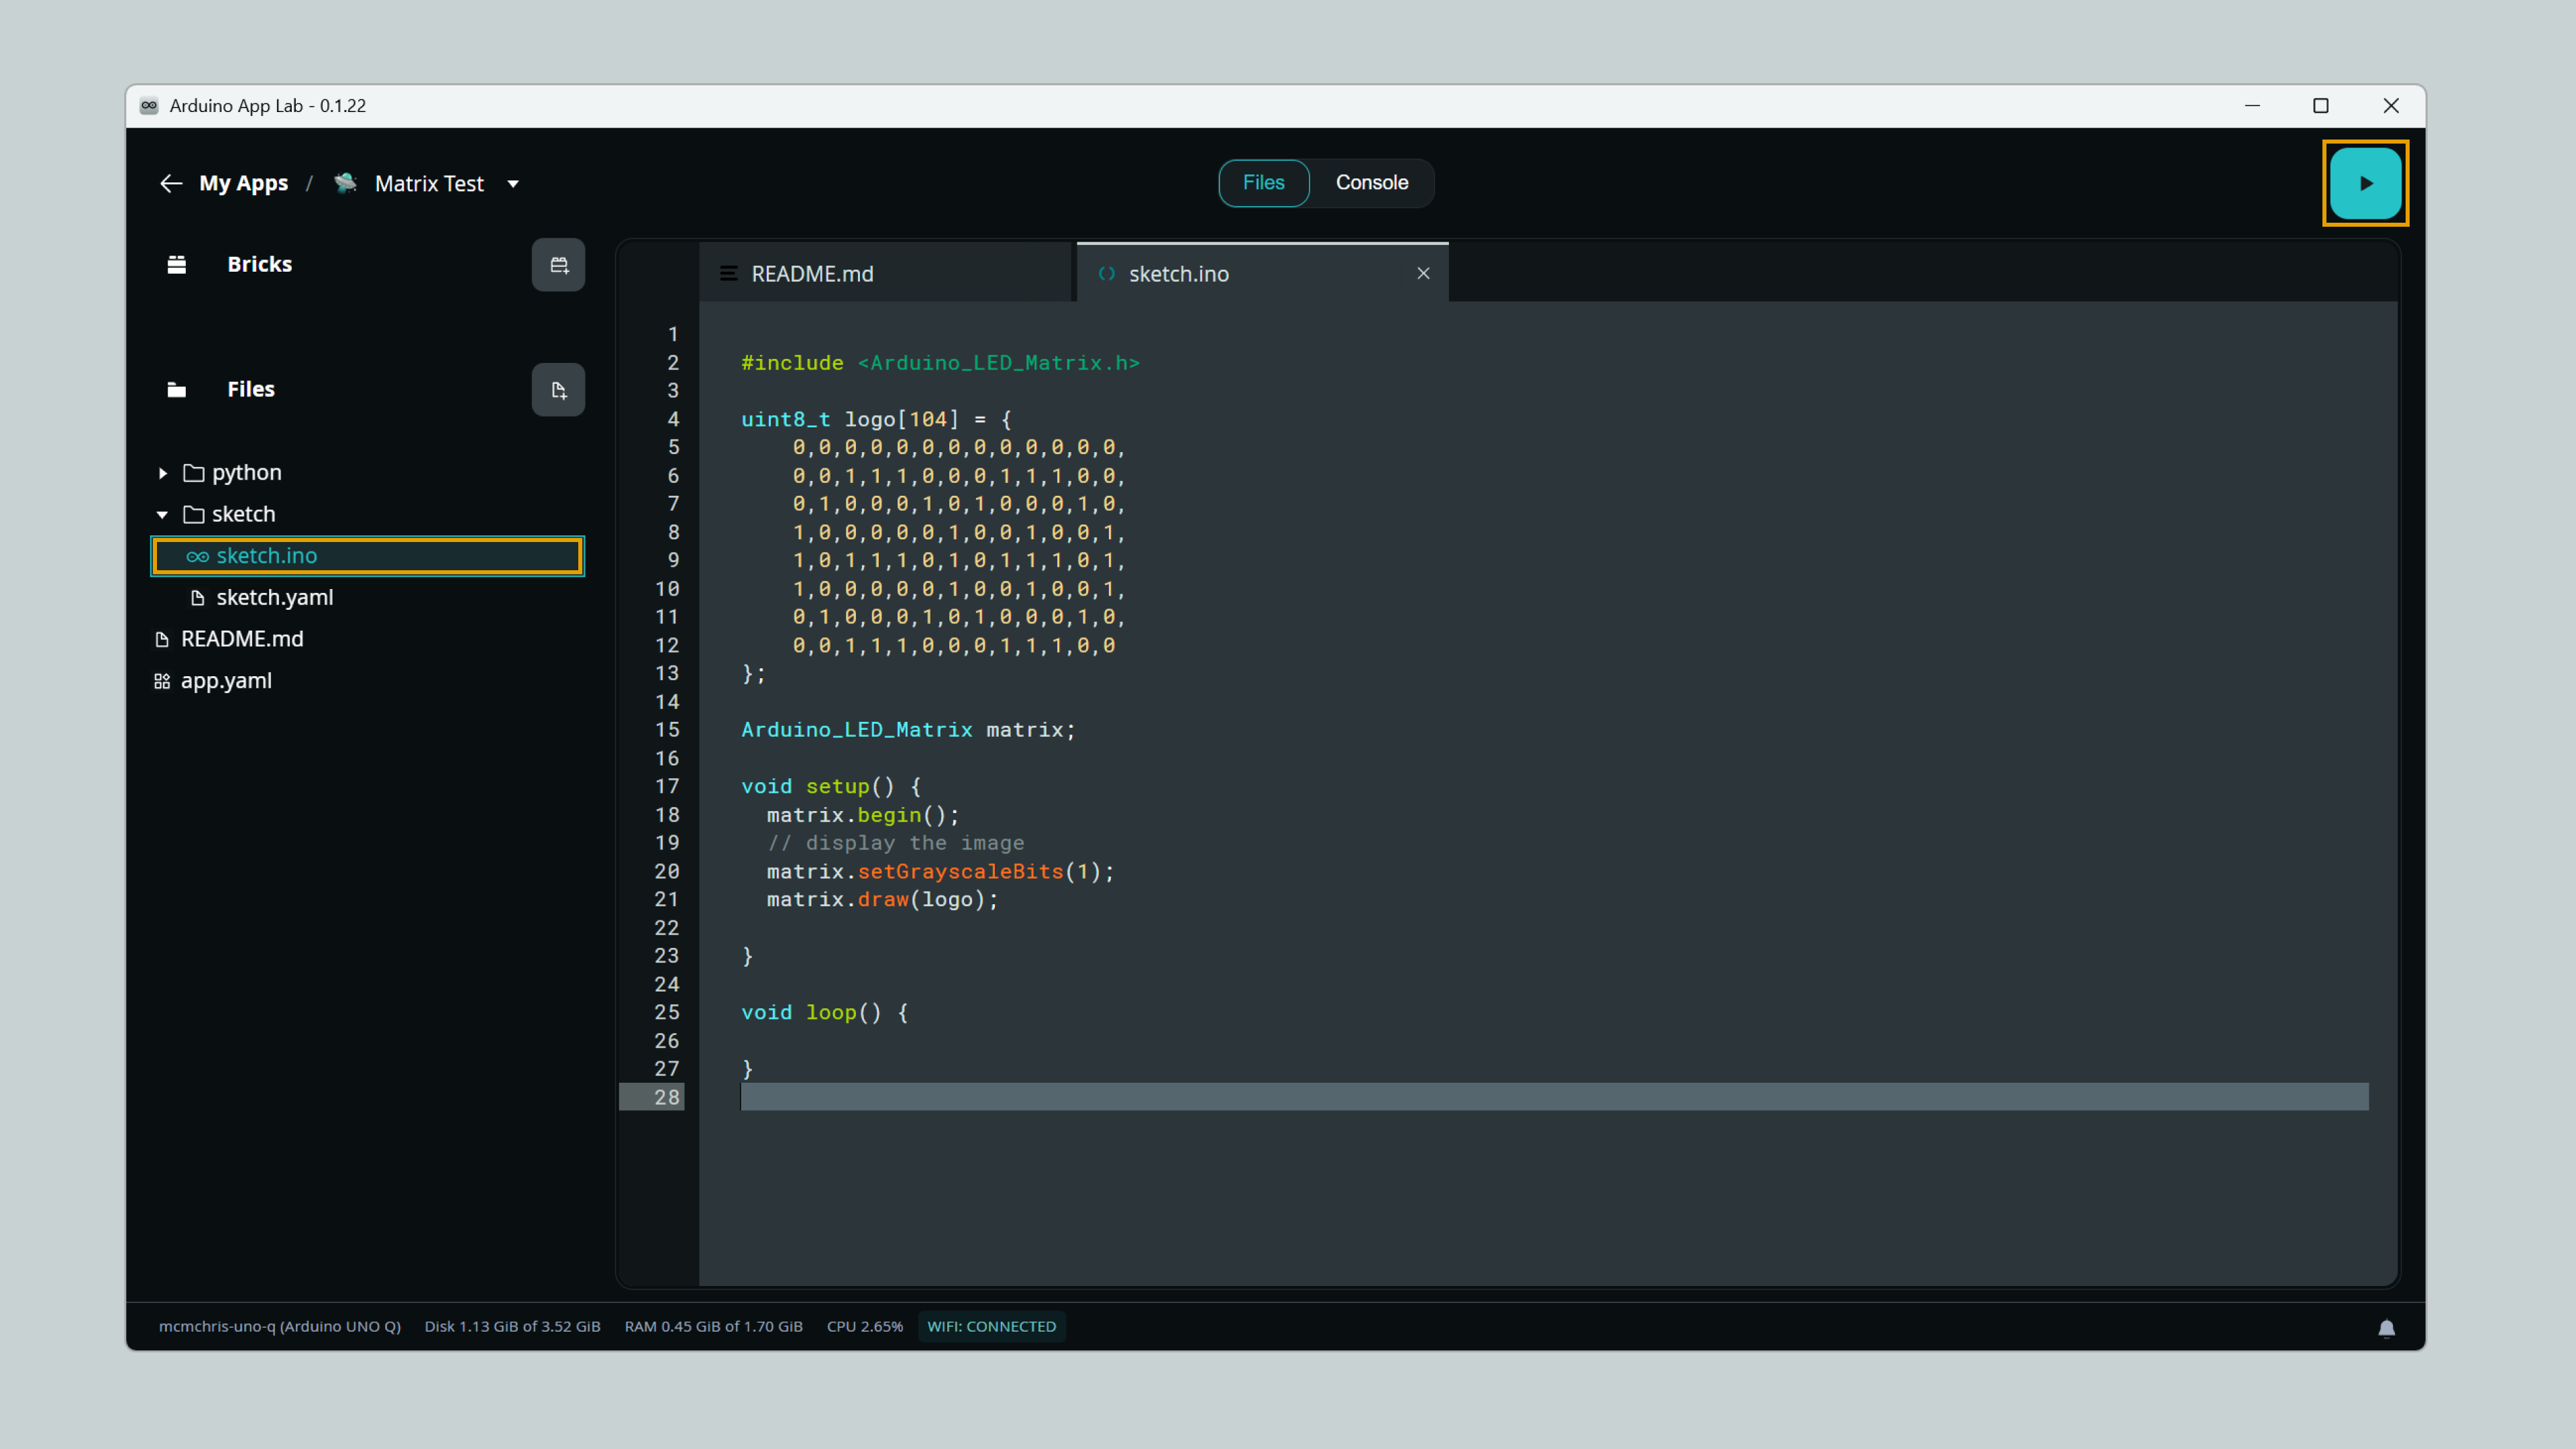 Arduino App Lab - 0.1.22
My Apps / Matrix Test
Files Console
Bricks
Files
python
sketch
sketch.ino
sketch.yaml
README.md
app.yaml
README.md sketch.ino
1
2 #include <Arduino_LED_Matrix.h>
3
4 uint8_t logo[104] = {
5 0,0,0,0,0,0,0,0,0,0,0,0,0,
6 0,0,1,1,1,0,0,0,1,1,1,0,0,
7 0,1,0,0,0,1,0,1,0,0,0,1,0,
8 1,0,0,0,0,0,1,0,0,1,0,0,1,
9 1,0,1,1,1,0,1,0,1,1,1,0,1,
10 1,0,0,0,0,0,1,0,0,1,0,0,1,
11 0,1,0,0,0,1,0,1,0,0,0,1,0,
12 0,0,1,1,1,0,0,0,1,1,1,0,0
13 };
14
15 Arduino_LED_Matrix matrix;
16
17 void setup() {
18 matrix.begin();
19 // display the image
20 matrix.setGrayscaleBits(1);
21 matrix.draw(logo);
22
23 }
24
25 void loop() {
26
27 }
28
mcmchris-uno-q (Arduino UNO Q) Disk 1.13 GiB of 3.52 GiB RAM 0.45 GiB of 1.70 GiB CPU 2.65% WIFI: CONNECTED